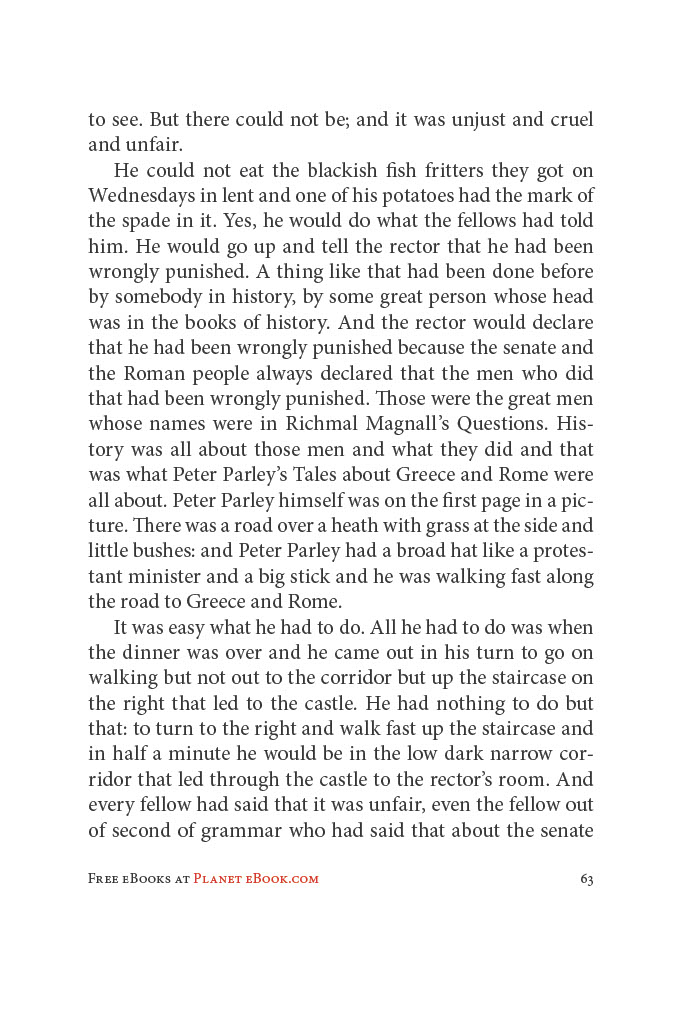 to see. But there could not be; and it was unjust and cruel
and unfair.
He could not eat the blackish fish fritters they got on
Wednesdays in lent and one of his potatoes had the mark of
the spade in it. Yes, he would do what the fellows had told
him. He would go up and tell the rector that he had been
wrongly punished. A thing like that had been done before
by somebody in history, by some great person whose head
was in the books of history. And the rector would declare
that he had been wrongly punished because the senate and
the Roman people always declared that the men who did
that had been wrongly punished. Those were the great men
whose names were in Richmal Magnall’s Questions. His-
tory was all about those men and what they did and that
was what Peter Parley’s Tales about Greece and Rome were
all about. Peter Parley himself was on the first page in a pic-
ture. There was a road over a heath with grass at the side and
little bushes: and Peter Parley had a broad hat like a protes-
tant minister and a big stick and he was walking fast along
the road to Greece and Rome.
It was easy what he had to do. All he had to do was when
the dinner was over and he came out in his turn to go on
walking but not out to the corridor but up the staircase on
the right that led to the castle. He had nothing to do but
that: to turn to the right and walk fast up the staircase and
in half a minute he would be in the low dark narrow cor-
ridor that led through the castle to the rector’s room. And
every fellow had said that it was unfair, even the fellow out
of second of grammar who had said that about the senate
Free eBooks at Planet eBook.com 63